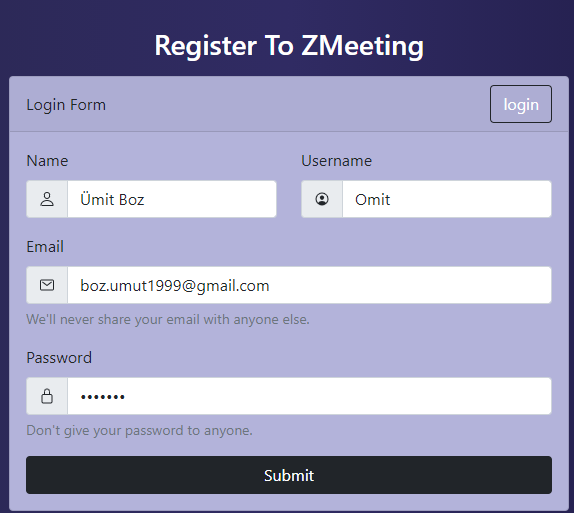 Register To ZMeeting
Login Form
login
Name
Username
Ümit Boz
Omit
Email
boz.umut1999@gmail.com
We'll never share your email with anyone else.
Password
•••••••
Don't give your password to anyone.
Submit